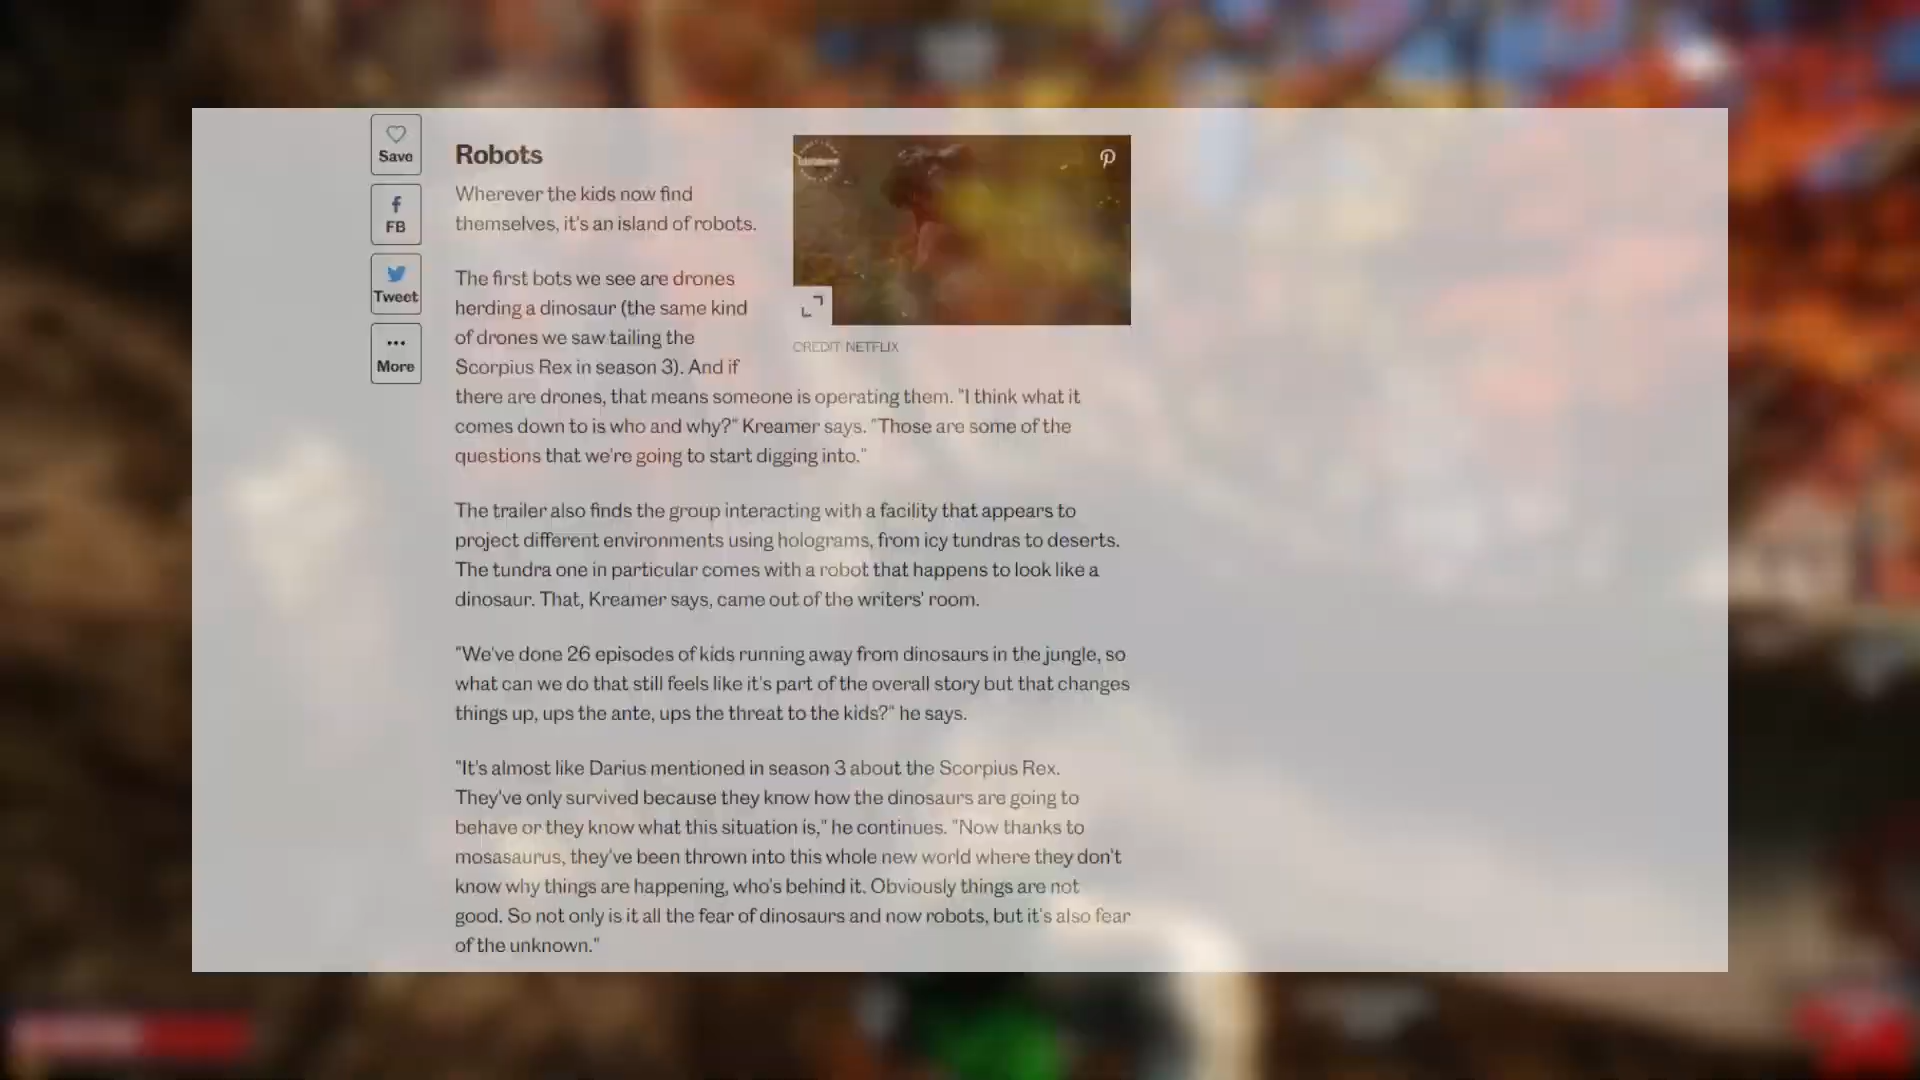 Save
FB
Tweet
More
Robots
Wherever the kids now find
themselves, it's an island of robots.
The first bots we see are drones
herding a dinosaur (the same kind
of drones we saw tailing the
Scorpius Rex in season 3). And if
there are drones, that means someone is operating them. "I think what it
comes down to is who and why?" Kreamer says. "Those are some of the
questions that we're going to start digging into."
CREDIT: NETFLIX
The trailer also finds the group interacting with a facility that appears to
project different environments using holograms, from icy tundras to deserts.
The tundra one in particular comes with a robot that happens to look like a
dinosaur. That, Kreamer says, came out of the writers' room.
"We've done 26 episodes of kids running away from dinosaurs in the jungle, so
what can we do that still feels like it's part of the overall story but that changes
things up, ups the ante, ups the threat to the kids?" he says.
"It's almost like Darius mentioned in season 3 about the Scorpius Rex.
They've only survived because they know how the dinosaurs are going to
behave or they know what this situation is," he continues. "Now thanks to
mosasaurus, they've been thrown into this whole new world where they don't
know why things are happening, who's behind it. Obviously things are not
good. So not only is it all the fear of dinosaurs and now robots, but it's also fear
of the unknown."